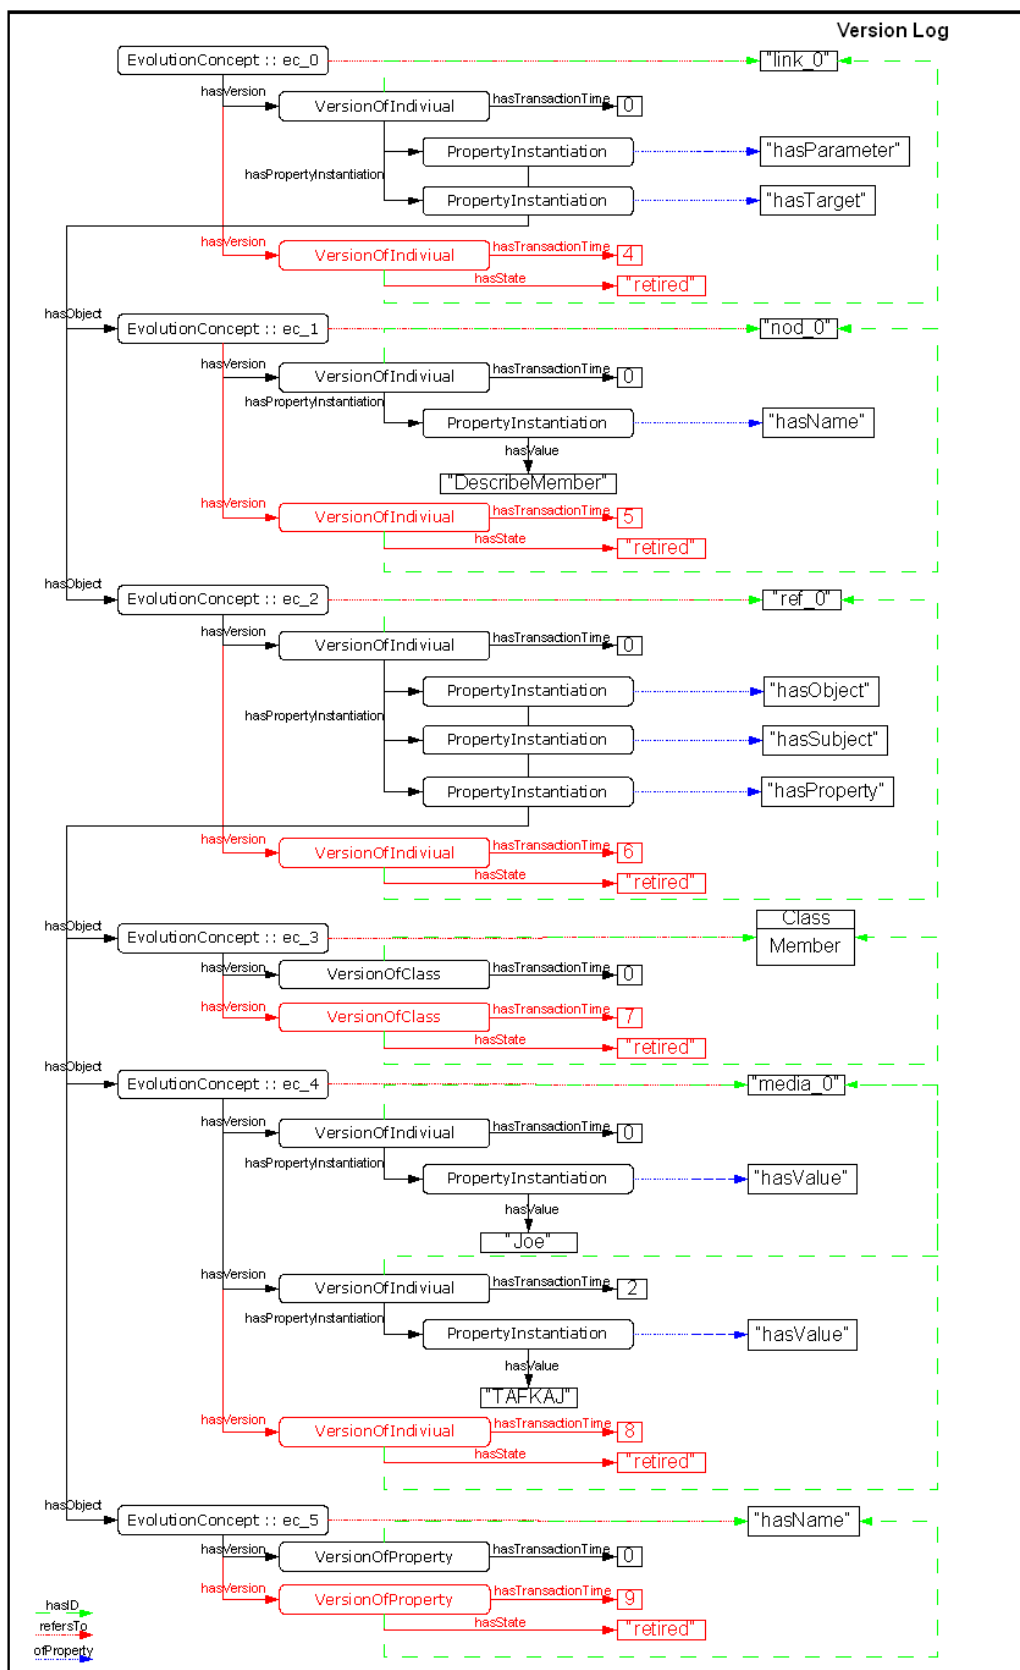 Version Log
EvolutionConcept :: ec_0
"link_0"
hasVersion
VersionOfIndiviual
hasTransactionTime
0
PropertyInstantiation
"hasParameter"
hasPropertyInstantiation
PropertyInstantiation
"hasTarget"
hasVersion
VersionOfIndiviual
hasTransactionTime
4
hasState
"retired"
hasObject
EvolutionConcept :: ec_1
"nod_0"
hasVersion
VersionOfIndiviual
hasTransactionTime
0
hasPropertyInstantiation
PropertyInstantiation
"hasName"
hasValue
"DescribeMember"
hasVersion
VersionOfIndiviual
hasTransactionTime
5
hasState
"retired"
hasObject
EvolutionConcept :: ec_2
"ref_0"
hasVersion
VersionOfIndiviual
hasTransactionTime
0
PropertyInstantiation
"hasObject"
hasPropertyInstantiation
PropertyInstantiation
"hasSubject"
PropertyInstantiation
"hasProperty"
hasVersion
VersionOfIndiviual
hasTransactionTime
6
hasState
"retired"
hasObject
EvolutionConcept :: ec_3
Class
Member
hasVersion
VersionOfClass
hasTransactionTime
0
hasVersion
VersionOfClass
hasTransactionTime
7
hasState
"retired"
hasObject
EvolutionConcept :: ec_4
"media_0"
hasVersion
VersionOfIndiviual
hasTransactionTime
0
hasPropertyInstantiation
PropertyInstantiation
"hasValue"
hasValue
"Joe"
hasVersion
VersionOfIndiviual
hasTransactionTime
2
hasPropertyInstantiation
PropertyInstantiation
"hasValue"
hasValue
"TAFKAJ"
hasVersion
VersionOfIndiviual
hasTransactionTime
8
hasState
"retired"
hasObject
EvolutionConcept :: ec_5
"hasName"
hasVersion
VersionOfProperty
hasTransactionTime
0
hasVersion
VersionOfProperty
hasTransactionTime
9
hasState
"retired"
hasID
refersTo
ofProperty